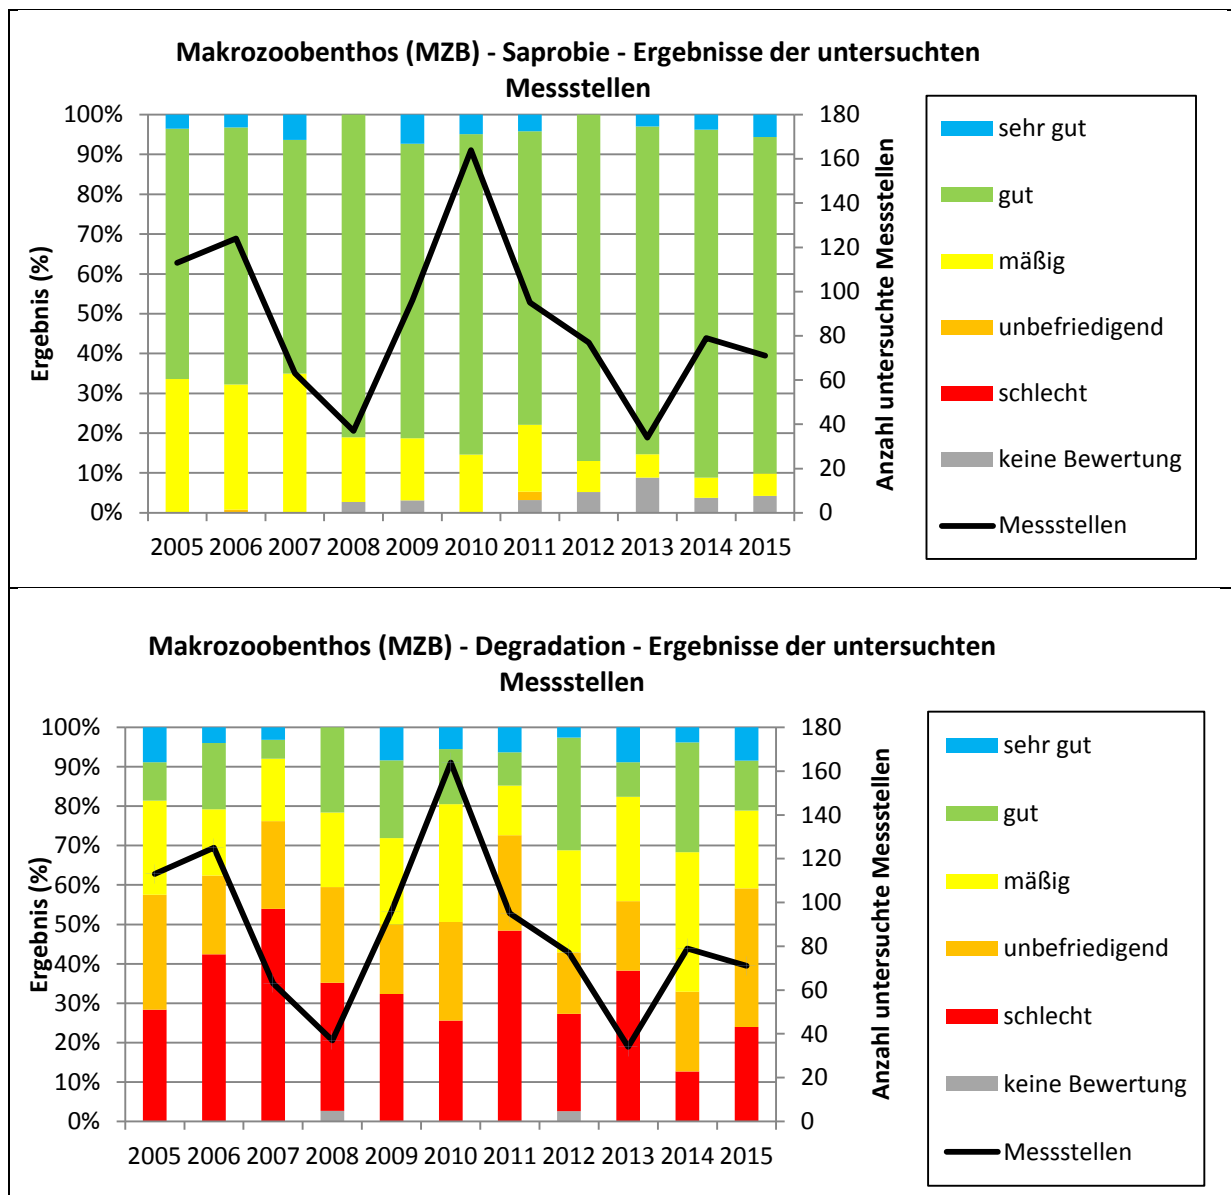 Makrozoobenthos (MZB) - Saprobie - Ergebnisse der untersuchten
Messstellen
Ergebnis (%)
100%
90%
80%
70%
60%
50%
40%
30%
20%
10%
0%
180
160
140
120
100
80
60
40
20
0
Anzahl untersuchte Messstellen
2005 2006 2007 2008 2009 2010 2011 2012 2013 2014 2015
sehr gut
gut
mäßig
unbefriedigend
schlecht
keine Bewertung
Messstellen
Makrozoobenthos (MZB) - Degradation - Ergebnisse der untersuchten
Messstellen
Ergebnis (%)
100%
90%
80%
70%
60%
50%
40%
30%
20%
10%
0%
180
160
140
120
100
80
60
40
20
0
Anzahl untersuchte Messstellen
2005 2006 2007 2008 2009 2010 2011 2012 2013 2014 2015
sehr gut
gut
mäßig
unbefriedigend
schlecht
keine Bewertung
Messstellen